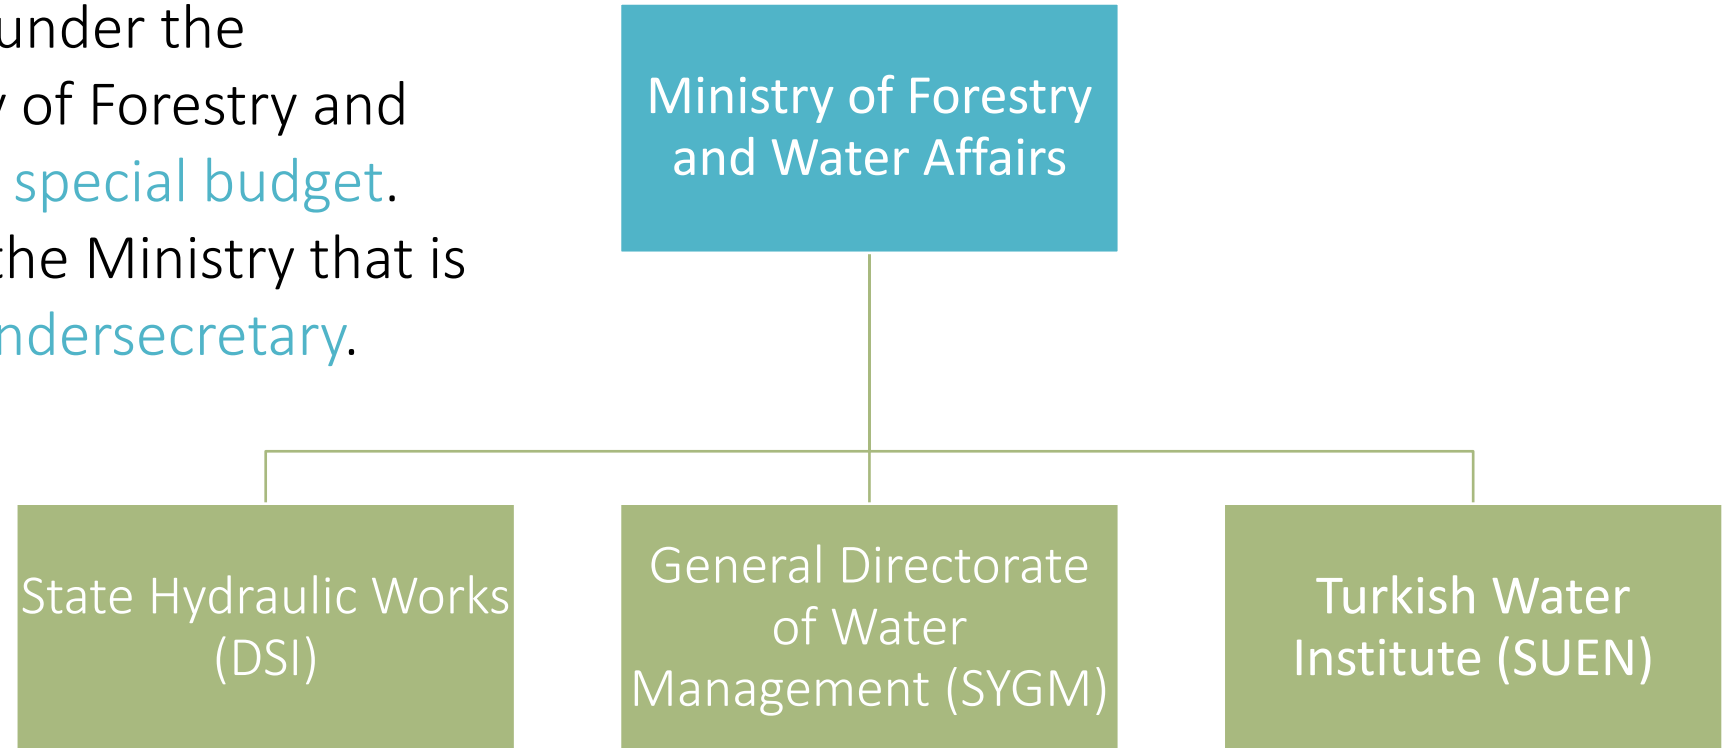 under the
of Forestry and
special budget.
the Ministry that is
ndersecretary.
Ministry of Forestry
and Water Affairs
State Hydraulic Works
(DSI)
General Directorate
of Water
Management (SYGM)
Turkish Water
Institute (SUEN)